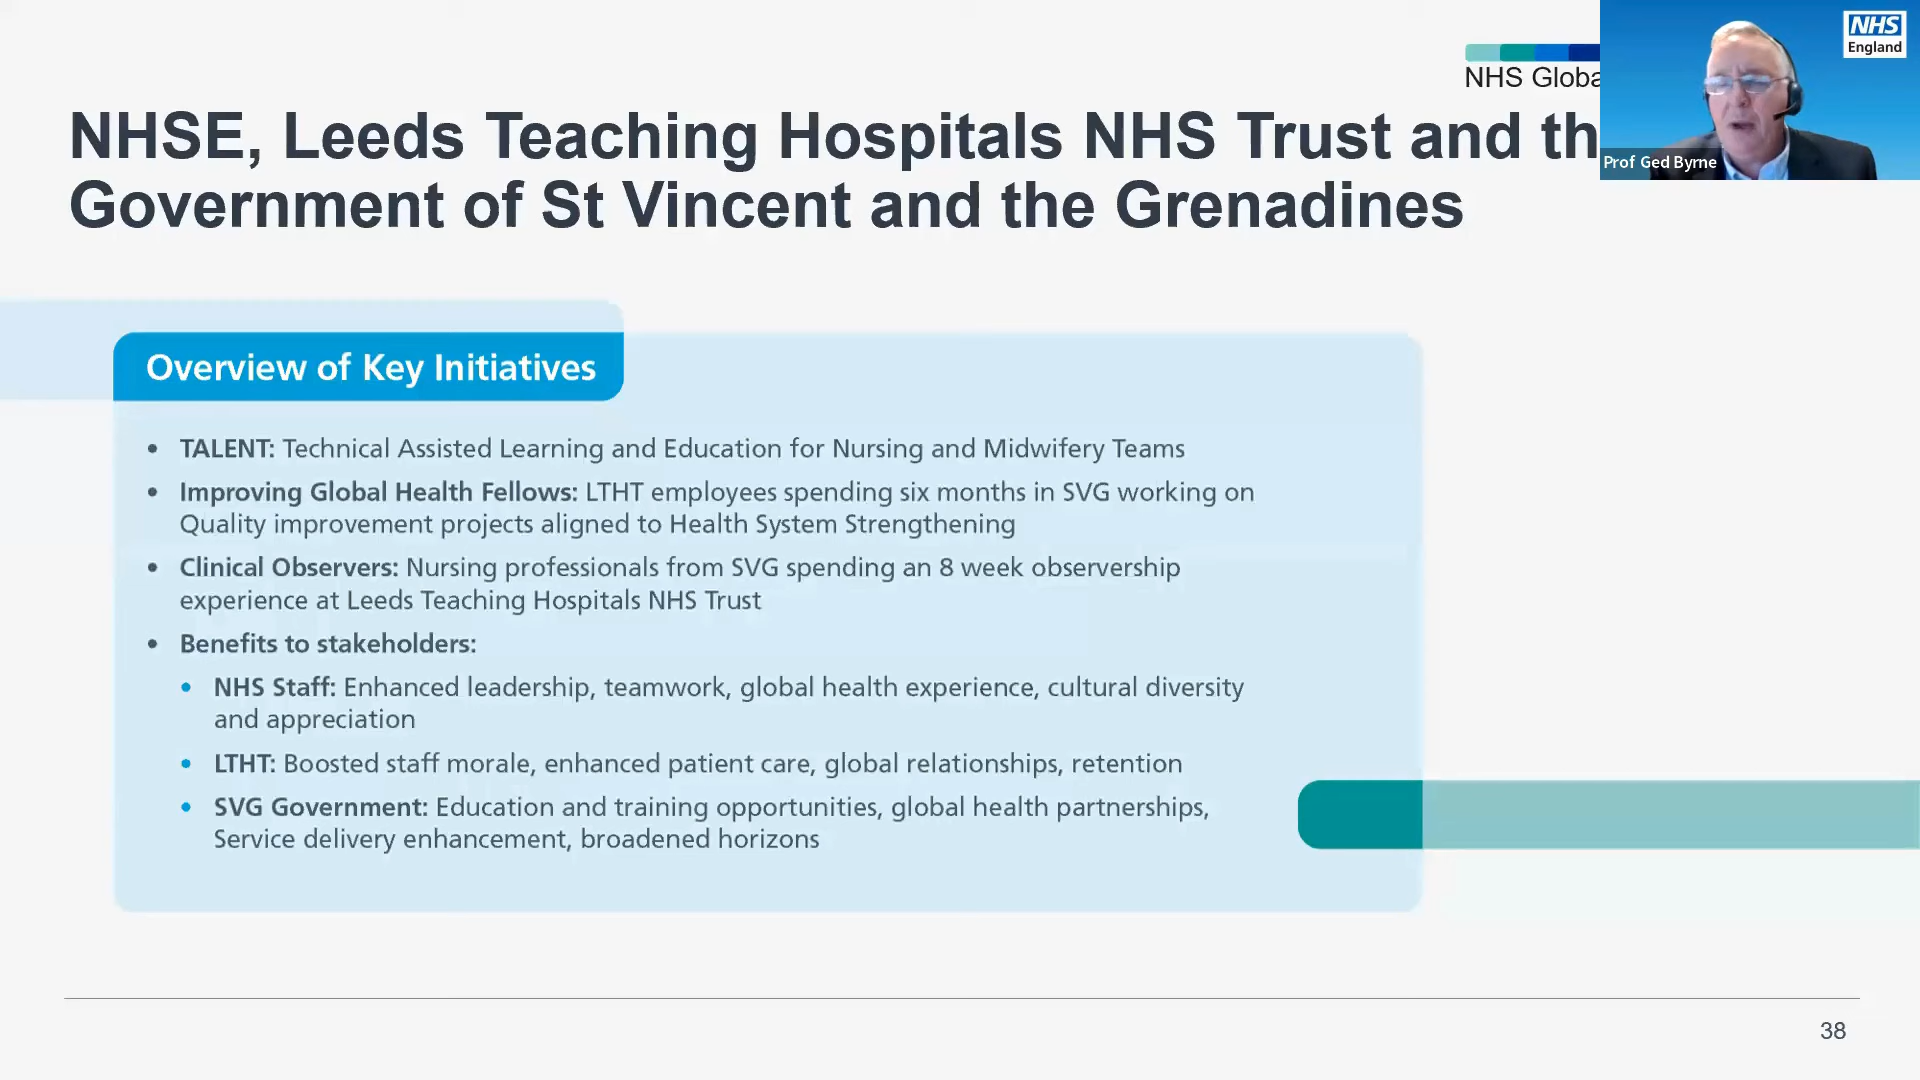 NHS
England
NHS Globa
NHSE, Leeds Teaching Hospitals NHS Trust and th
Prof Ged Byrne
Government of St Vincent and the Grenadines
Overview of Key Initiatives
• TALENT: Technical Assisted Learning and Education for Nursing and Midwifery Teams
• Improving Global Health Fellows: LTHT employees spending six months in SVG working on
Quality improvement projects aligned to Health System Strengthening
• Clinical Observers: Nursing professionals from SVG spending an 8 week observership
experience at Leeds Teaching Hospitals NHS Trust
• Benefits to stakeholders:
• NHS Staff: Enhanced leadership, teamwork, global health experience, cultural diversity
and appreciation
• LTHT: Boosted staff morale, enhanced patient care, global relationships, retention
• SVG Government: Education and training opportunities, global health partnerships,
Service delivery enhancement, broadened horizons
38